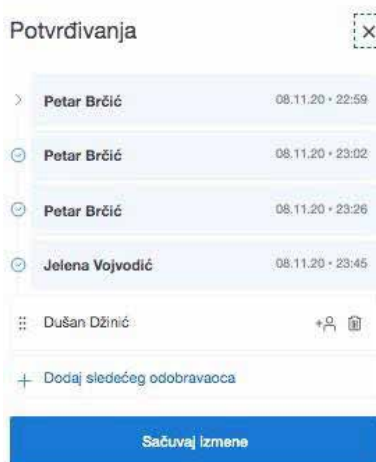 Potvrđivanja
Petar Brčić 08.11.20 • 22:59
Petar Brčić 08.11.20 • 23:02
Petar Brčić 08.11.20 • 23:26
Jelena Vojvodić 08.11.20 • 23:45
Dušan Džinić
Dodaj sledećeg odobravaoca
Sačuvaj izmene